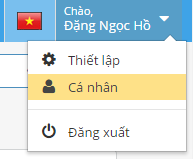 Chào,
Đặng Ngọc Hồ
Thiết lập
Cá nhân
Đăng xuất